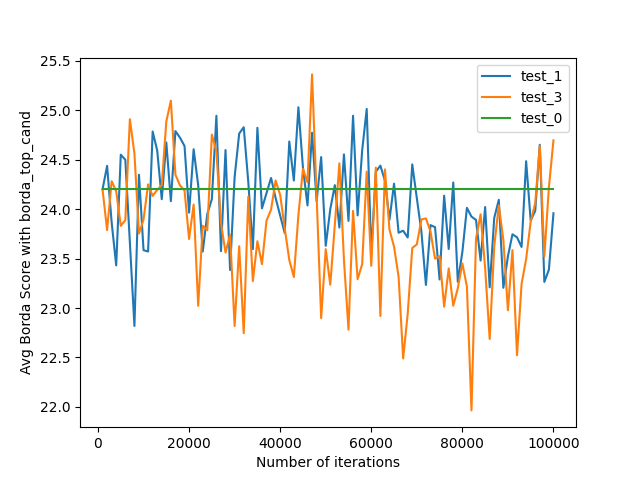 25.5
25.0
24.5
24.0
23.5
23.0
22.5
22.0
Avg Borda Score with borda_top_cand
test_1
test_3
test_0
0 20000 40000 60000 80000 100000
Number of iterations